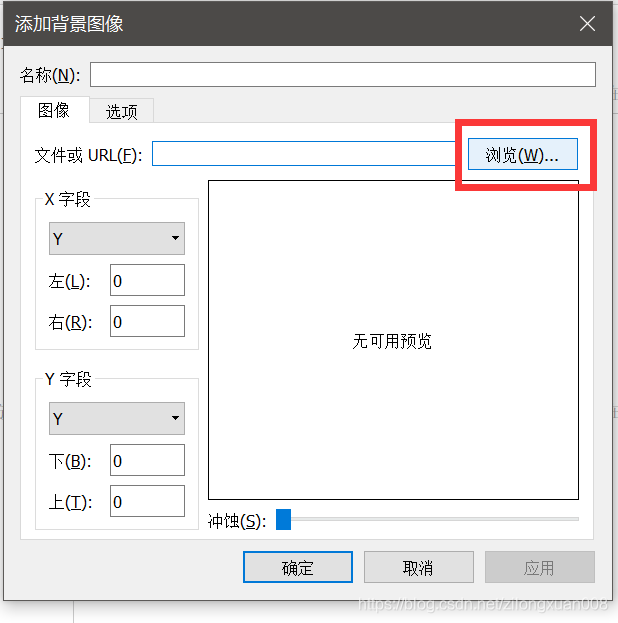 添加背景图像
名称(N):
图像 选项
文件或 URL(F): 浏览(W)...
X 字段
Y
左(L): 0
右(R): 0
无可用预览
Y 字段
Y
下(B): 0
上(T): 0
冲蚀(S):
确定 取消 应用
https://blog.csdn.net/zilongxuan008